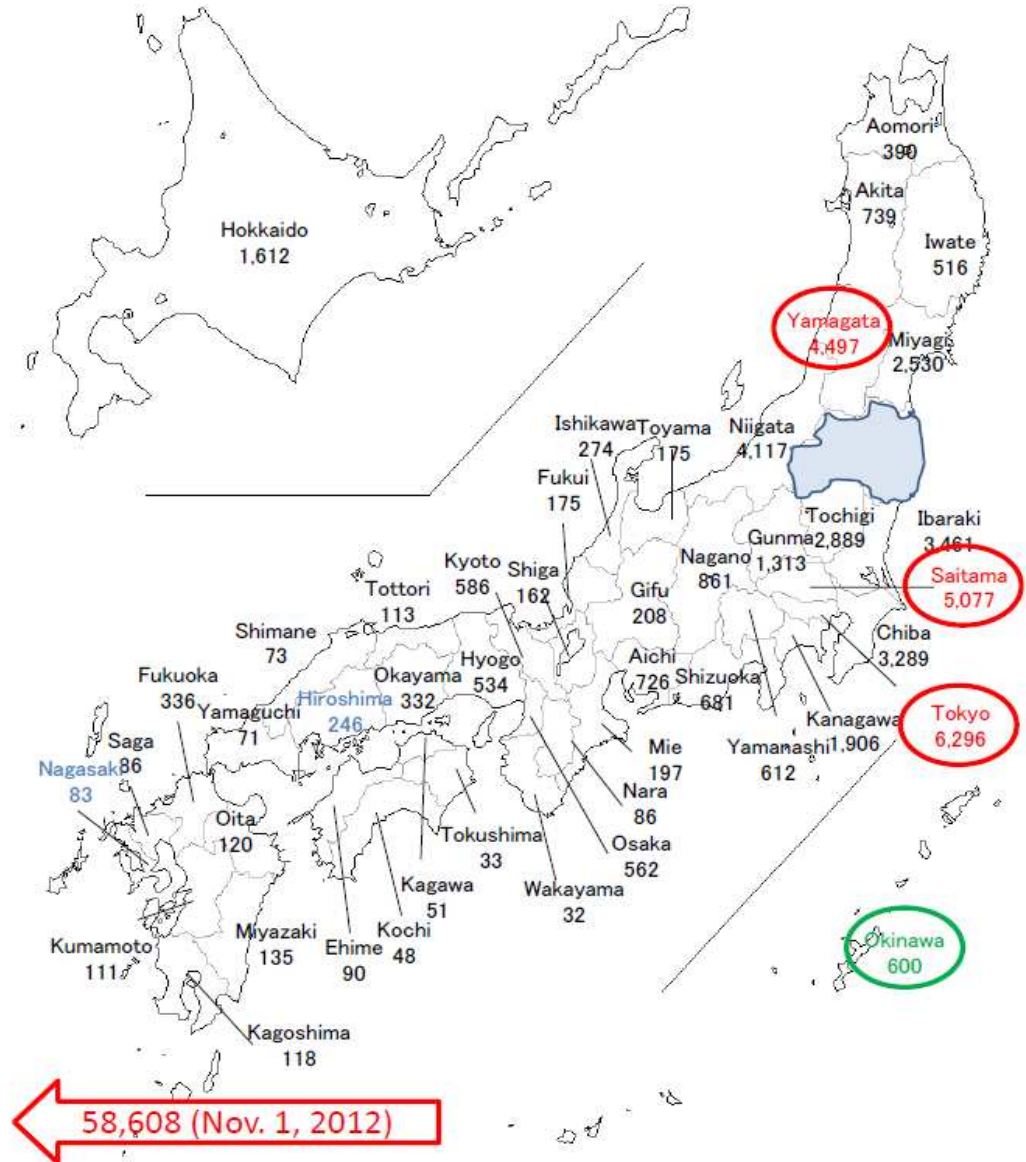 Aomori
390
Akita
739
Iwate
516
Hokkaido
1,612
Yamagata
4,497
Miyagi
2,530
Ishikawa
274
Toyama
175
Niigata
4,117
Fukui
175
Tochigi
2,889
Ibaraki
3,461
Gunma
1,313
Nagano
861
Kyoto
586
Shiga
162
Gifu
208
Saitama
5,077
Tottori
113
Shimane
73
Chiba
3,289
Hyogo
534
Aichi
726
Shizuoka
681
Okayama
332
Fukuoka
336
Hiroshima
246
Yamaguchi
71
Kanagawa
1,906
Tokyo
6,296
Saga
86
Nagasaki
83
Mie
197
Yamanashi
612
Nara
86
Oita
120
Tokushima
33
Osaka
562
Kagawa
51
Wakayama
32
Kochi
48
Miyazaki
135
Ehime
90
Kumamoto
111
Okinawa
600
Kagoshima
118
58,608 (Nov. 1, 2012)